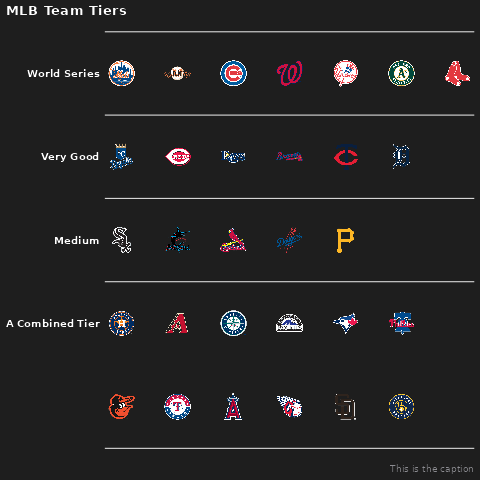 MLB Team Tiers
World Series
Very Good
Medium
A Combined Tier
This is the caption